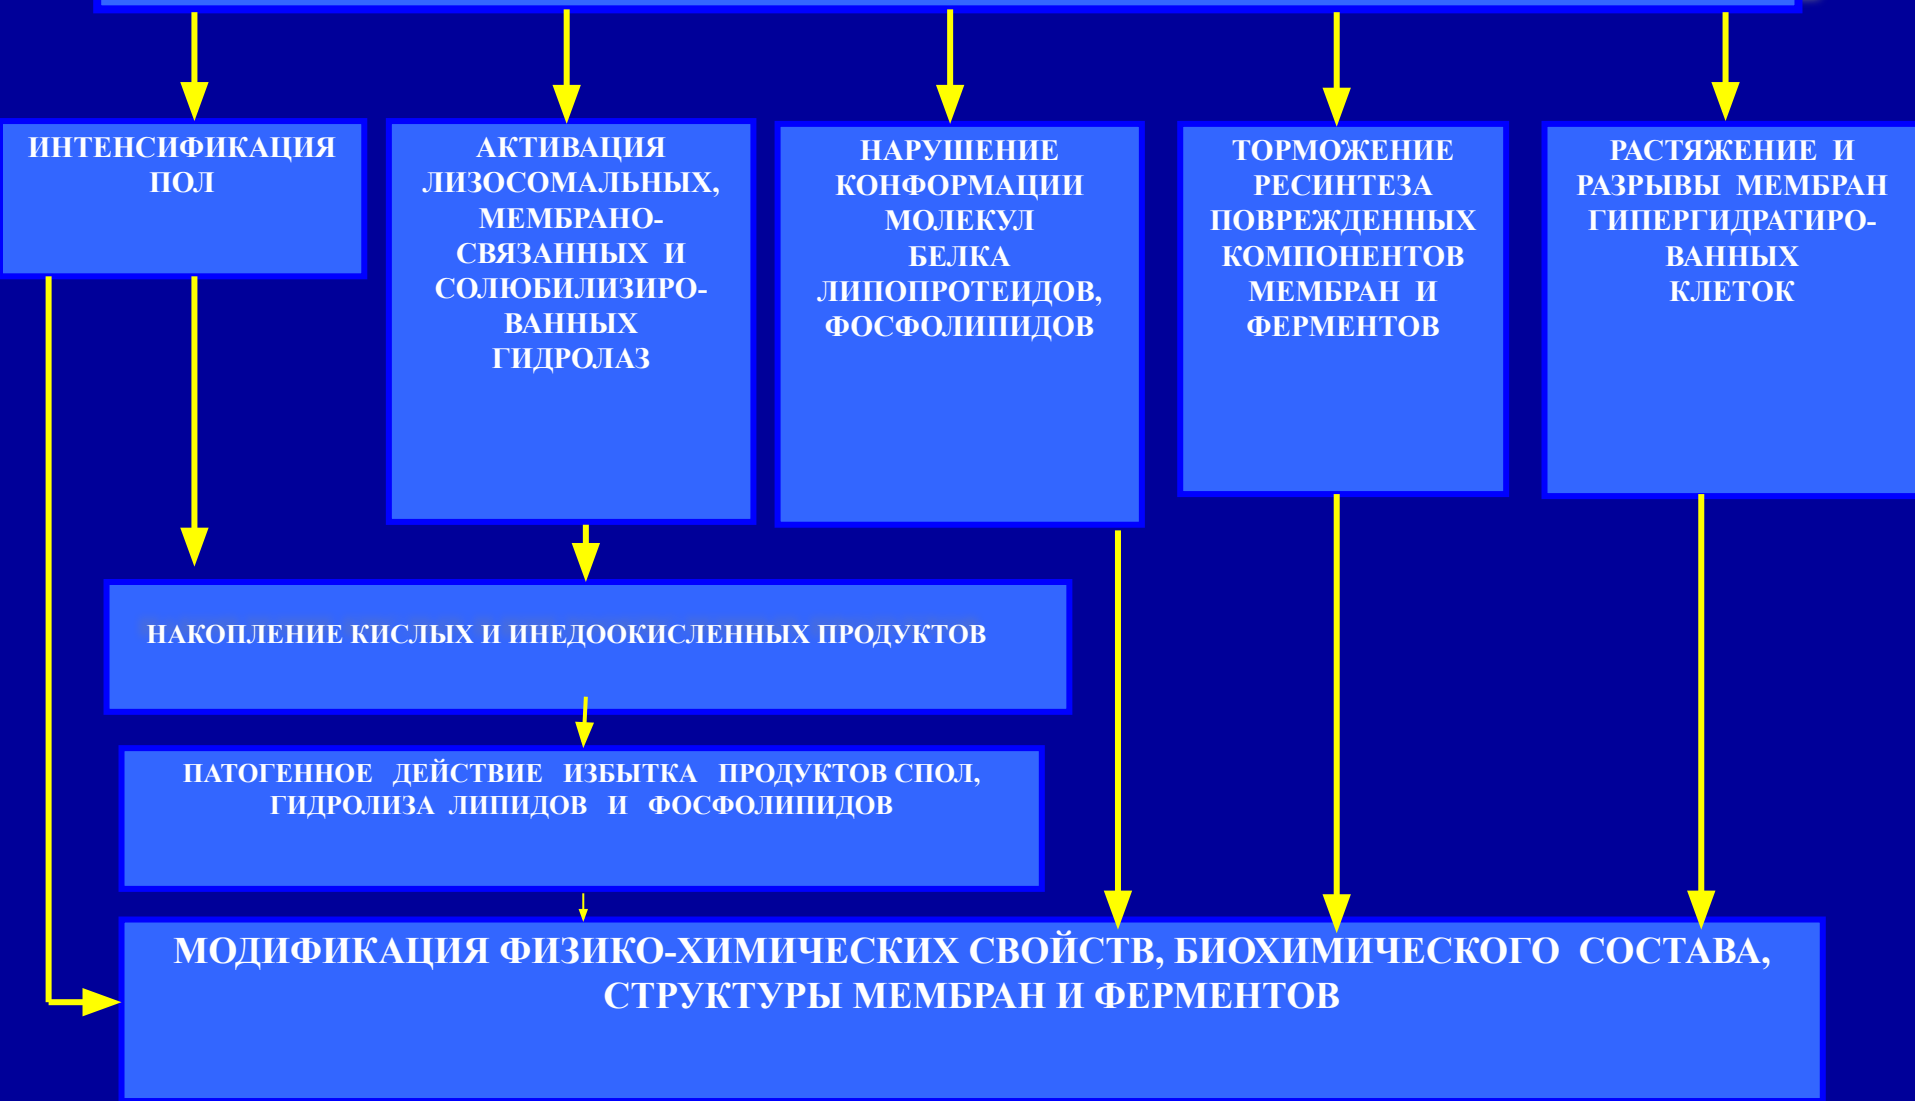 ИНТЕНСИФИКАЦИЯ
ПОЛ
АКТИВАЦИЯ
ЛИЗОСОМАЛЬНЫХ,
МЕМБРАНО-
СВЯЗАННЫХ И
СОЛЮБИЛИЗИРО-
ВАННЫХ
ГИДРОЛАЗ
НАРУШЕНИЕ
КОНФОРМАЦИИ
МОЛЕКУЛ
БЕЛКА
ЛИПОПРОТЕИДОВ,
ФОСФОЛИПИДОВ
ТОРМОЖЕНИЕ
РЕСИНТЕЗА
ПОВРЕЖДЕННЫХ
КОМПОНЕНТОВ
МЕМБРАН И
ФЕРМЕНТОВ
РАСТЯЖЕНИЕ И
РАЗРЫВЫ МЕМБРАН
ГИПЕРГИДРАТИРО-
ВАННЫХ
КЛЕТОК
НАКОПЛЕНИЕ КИСЛЫХ И ИНЕДООКИСЛЕННЫХ ПРОДУКТОВ
ПАТОГЕННОЕ ДЕЙСТВИЕ ИЗБЫТКА ПРОДУКТОВ СПОЛ,
ГИДРОЛИЗА ЛИПИДОВ И ФОСФОЛИПИДОВ
МОДИФИКАЦИЯ ФИЗИКО-ХИМИЧЕСКИХ СВОЙСТВ, БИОХИМИЧЕСКОГО СОСТАВА,
СТРУКТУРЫ МЕМБРАН И ФЕРМЕНТОВ